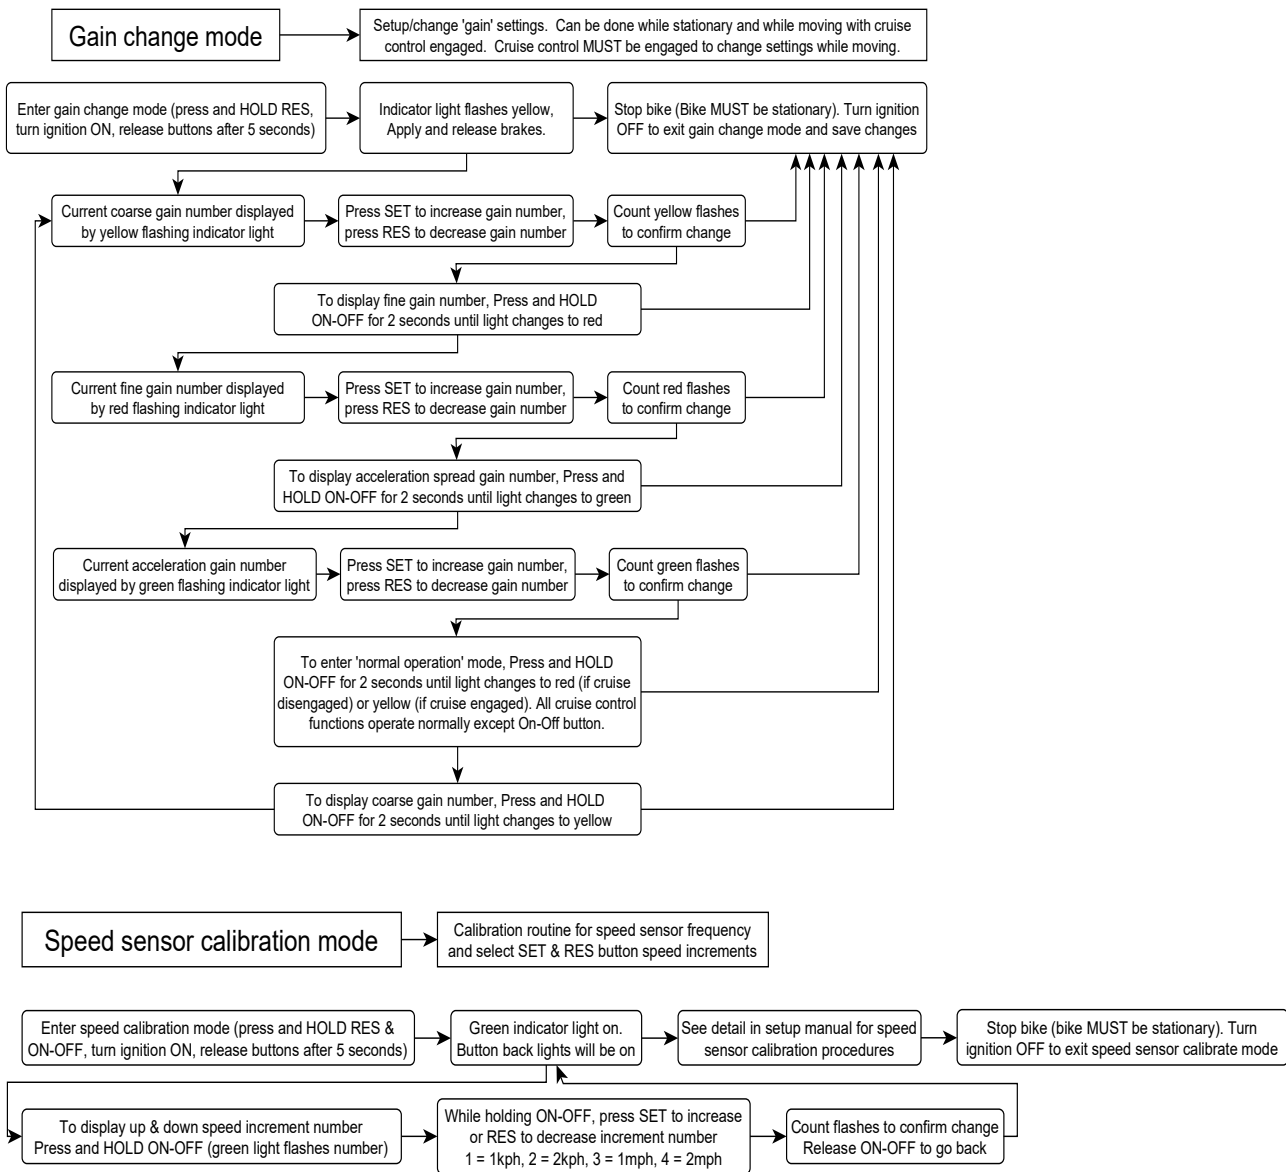 Gain change mode
Setup/change 'gain' settings.  Can be done while stationary and while moving with cruise
control engaged.  Cruise control MUST be engaged to change settings while moving.
Enter gain change mode (press and HOLD RES,
turn ignition ON, release buttons after 5 seconds)
Indicator light flashes yellow,
Apply and release brakes.
Stop bike (Bike MUST be stationary). Turn ignition
OFF to exit gain change mode and save changes
Current coarse gain number displayed
by yellow flashing indicator light
Press SET to increase gain number,
press RES to decrease gain number
Count yellow flashes
to confirm change
To display fine gain number, Press and HOLD
ON-OFF for 2 seconds until light changes to red
Current fine gain number displayed
by red flashing indicator light
Press SET to increase gain number,
press RES to decrease gain number
Count red flashes
to confirm change
To display acceleration spread gain number, Press and
HOLD ON-OFF for 2 seconds until light changes to green
Current acceleration gain number
displayed by green flashing indicator light
Press SET to increase gain number,
press RES to decrease gain number
Count green flashes
to confirm change
To enter 'normal operation' mode, Press and HOLD
ON-OFF for 2 seconds until light changes to red (if cruise
disengaged) or yellow (if cruise engaged). All cruise control
functions operate normally except On-Off button.
To display coarse gain number, Press and HOLD
ON-OFF for 2 seconds until light changes to yellow
Speed sensor calibration mode
Calibration routine for speed sensor frequency
and select SET & RES button speed increments
Enter speed calibration mode (press and HOLD RES &
ON-OFF, turn ignition ON, release buttons after 5 seconds)
Green indicator light on.
Button back lights will be on
See detail in setup manual for speed
sensor calibration procedures
Stop bike (bike MUST be stationary). Turn
ignition OFF to exit speed sensor calibrate mode
To display up & down speed increment number
Press and HOLD ON-OFF (green light flashes number)
While holding ON-OFF, press SET to increase
or RES to decrease increment number
1 = 1kph, 2 = 2kph, 3 = 1mph, 4 = 2mph
Count flashes to confirm change
Release ON-OFF to go back